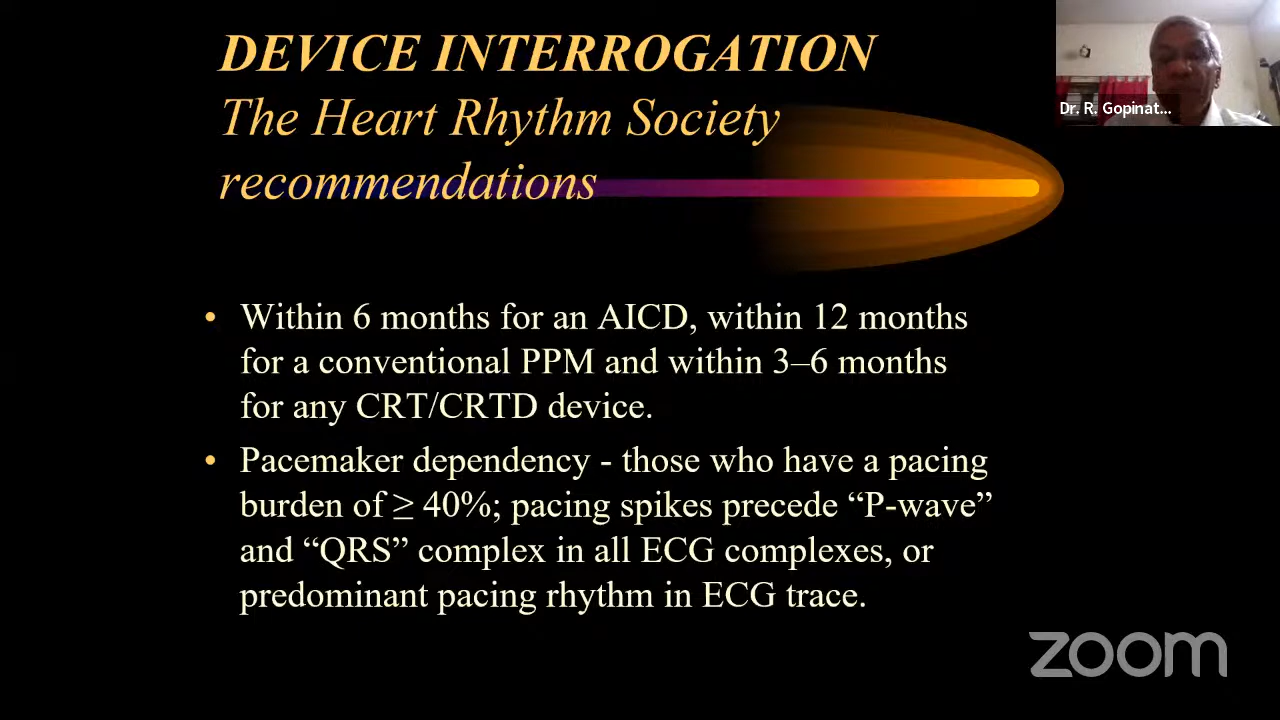 DEVICE INTERROGATION
The Heart Rhythm Society
recommendations
Dr. R. Gopinat...
• Within 6 months for an AICD, within 12 months
for a conventional PPM and within 3–6 months
for any CRT/CRTD device.
• Pacemaker dependency - those who have a pacing
burden of ≥ 40%; pacing spikes precede “P-wave”
and “QRS” complex in all ECG complexes, or
predominant pacing rhythm in ECG trace.
zoom